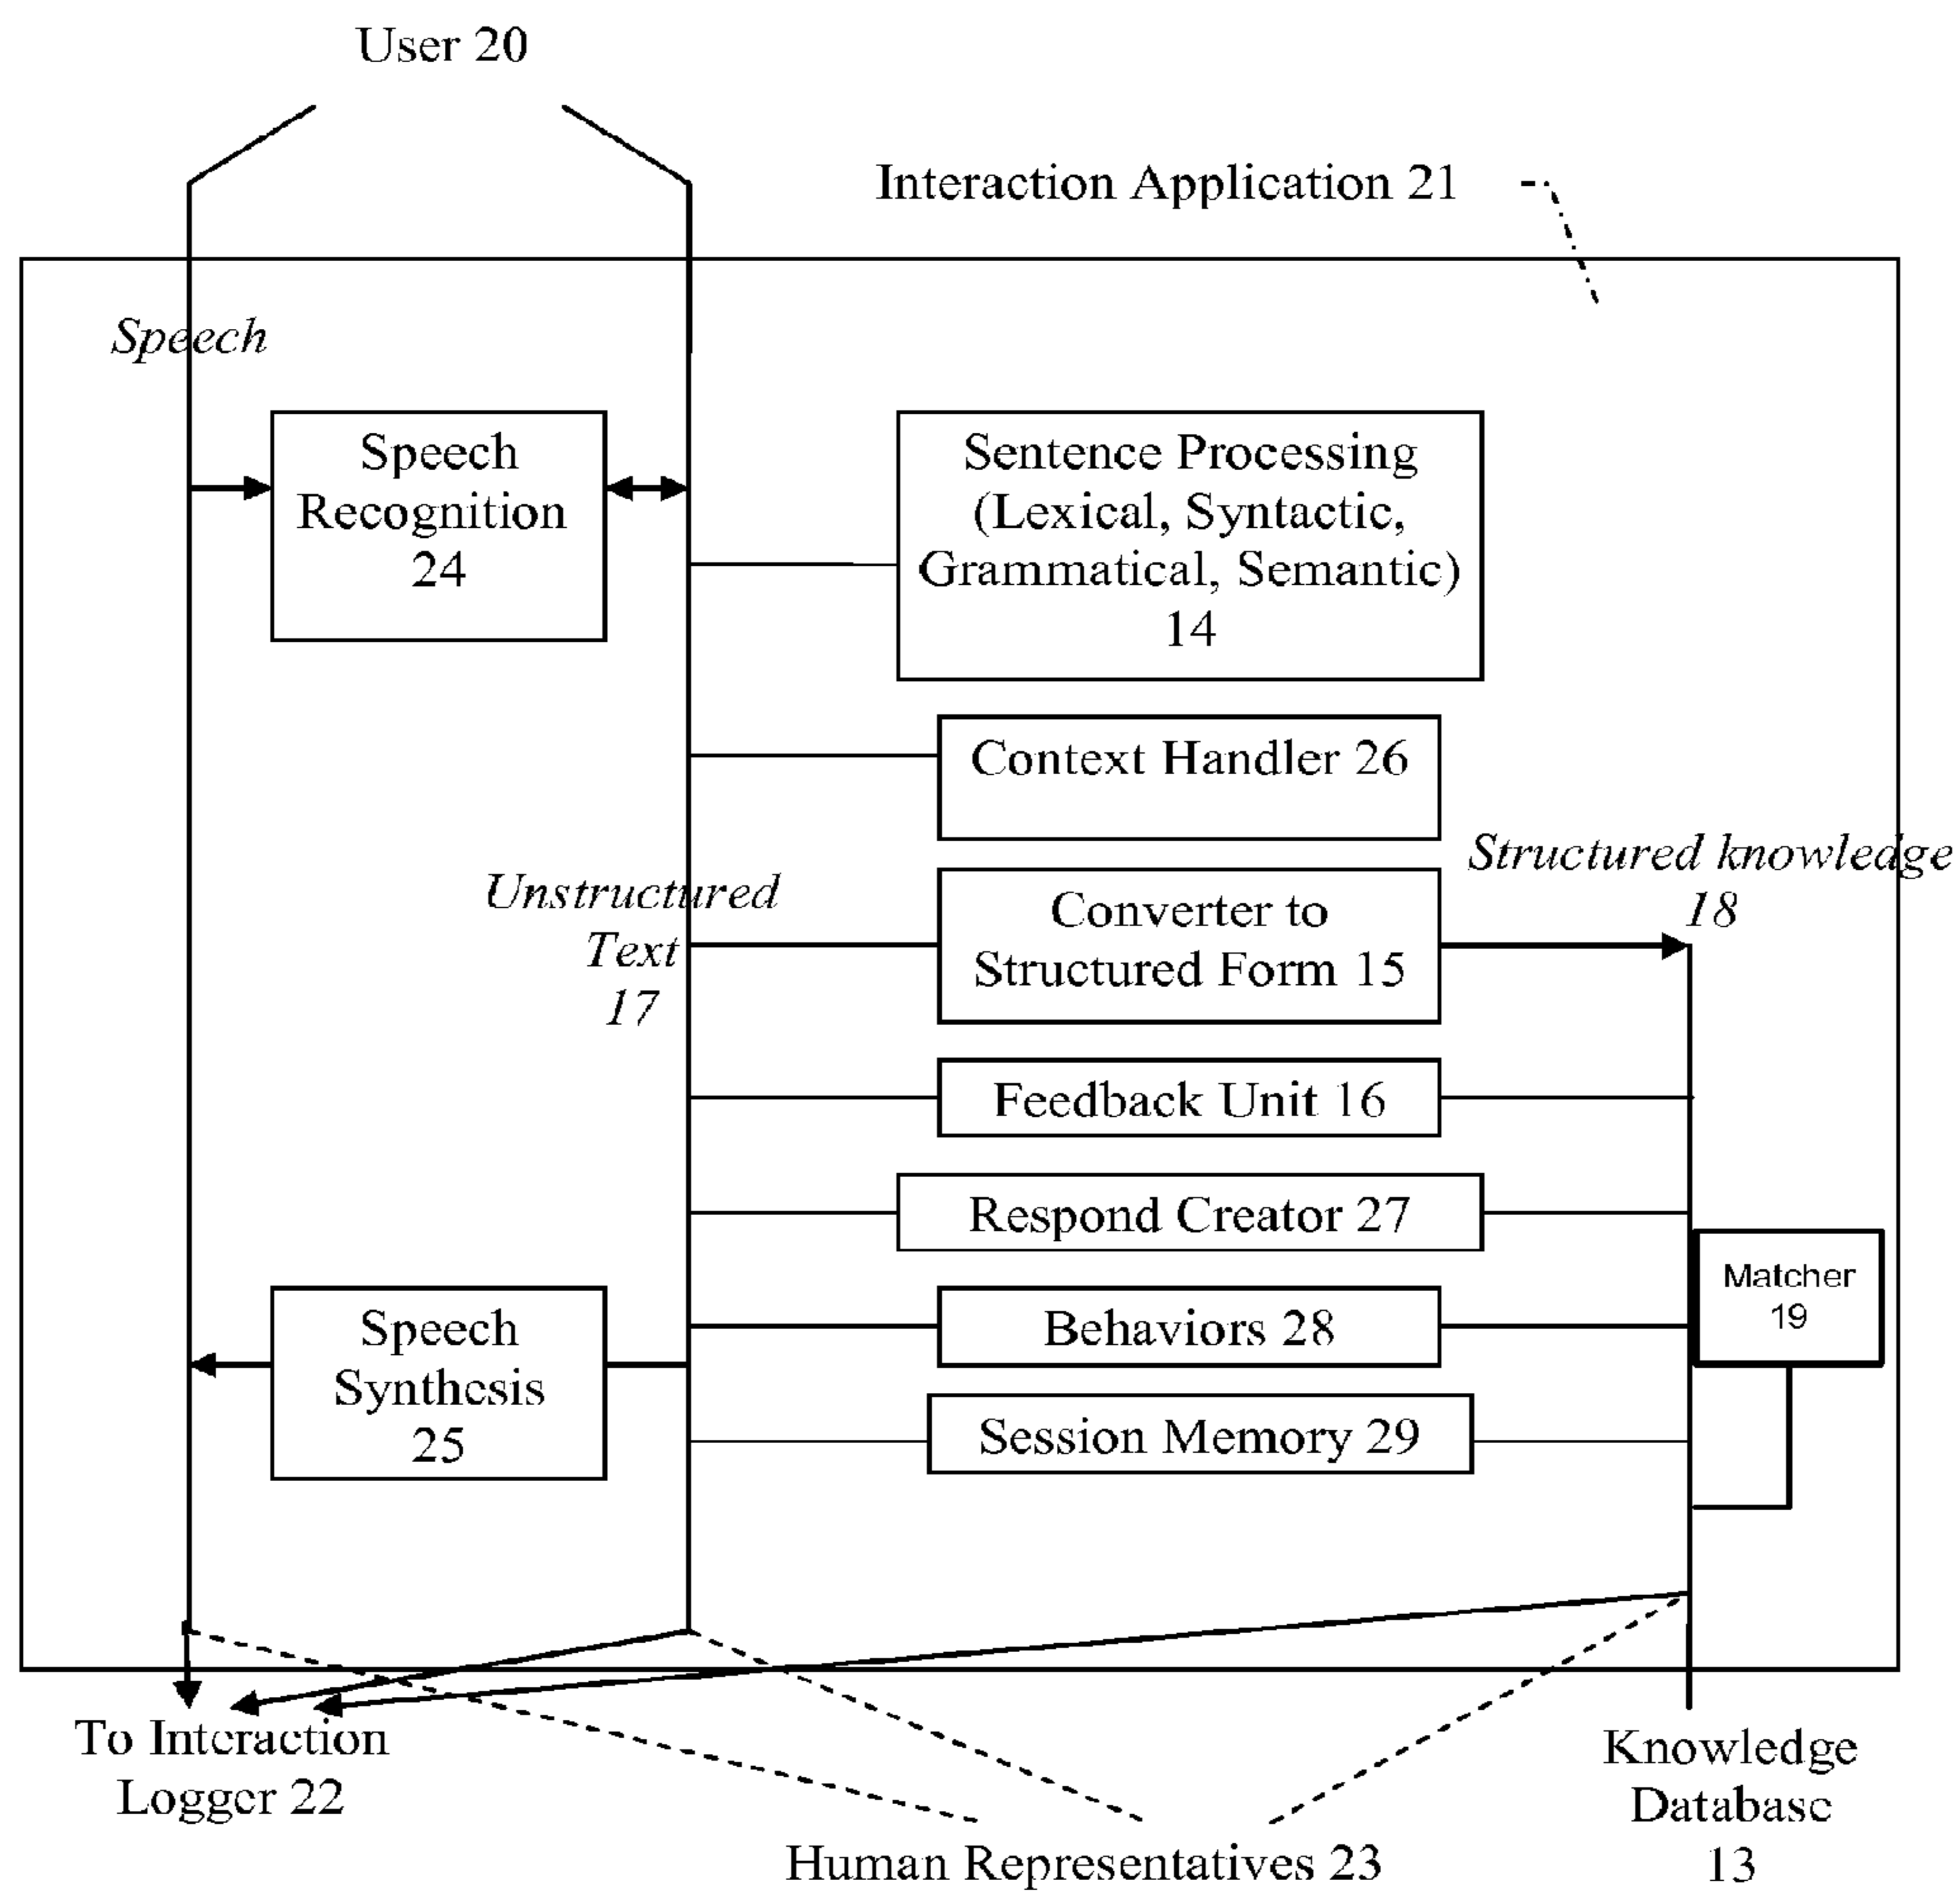 User 20
Interaction Application 21
Speech
Speech
Recognition
24
Sentence Processing
(Lexical, Syntactic,
Grammatical, Semantic)
14
Context Handler 26
Structured knowledge
18
Unstructured
Text
17
Converter to
Structured Form 15
Feedback Unit 16
Respond Creator 27
Matcher
19
Speech
Synthesis
25
Behaviors 28
Session Memory 29
To Interaction
Logger 22
Knowledge
Database
13
Human Representatives 23